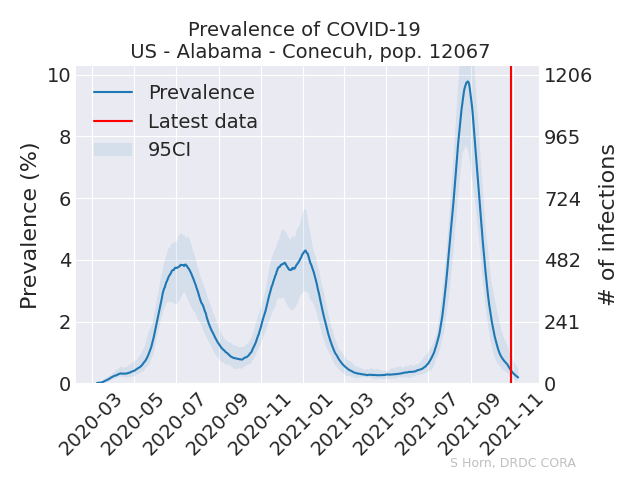 Prevalence of COVID-19
US - Alabama - Conecuh, pop. 12067
Prevalence
Latest data
95CI
Prevalence (%)
10
8
6
4
2
0
1206
965
724
482
241
0
# of infections
2020-03
2020-05
2020-07
2020-09
2020-11
2021-01
2021-03
2021-05
2021-07
2021-09
2021-11
S Horn, DRDC CORA